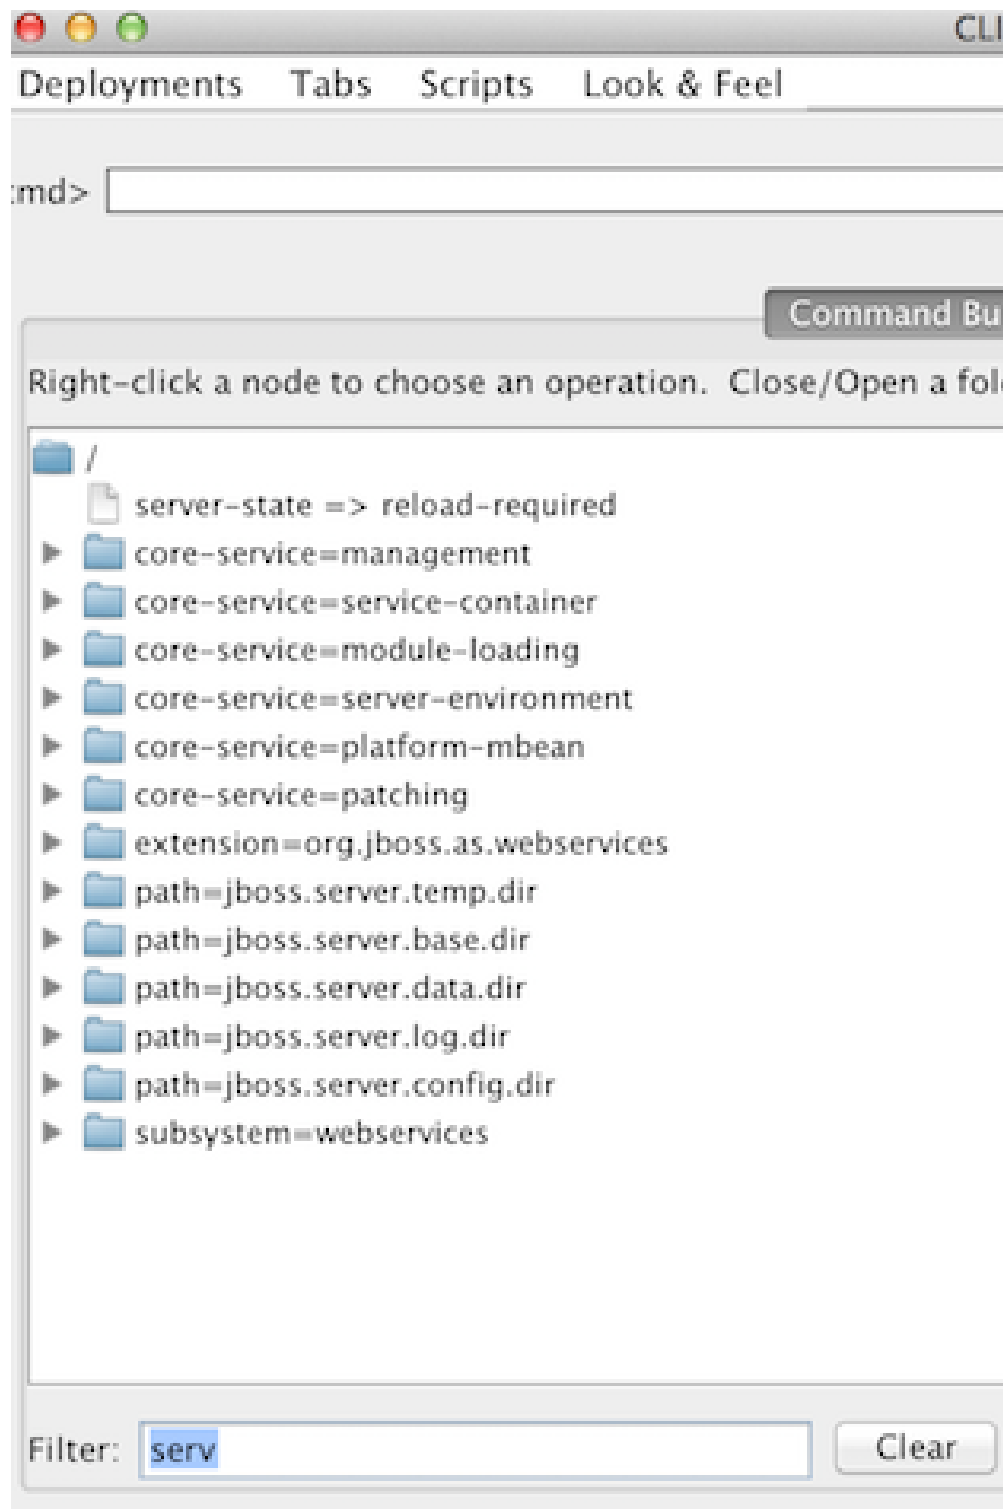 CLI
Deployments Tabs Scripts Look & Feel
cmd>
Command Bu
Right-click a node to choose an operation. Close/Open a fol
/
server-state => reload-required
core-service=management
core-service=service-container
core-service=module-loading
core-service=server-environment
core-service=platform-mbean
core-service=patching
extension=org.jboss.as.webservices
path=jboss.server.temp.dir
path=jboss.server.base.dir
path=jboss.server.data.dir
path=jboss.server.log.dir
path=jboss.server.config.dir
subsystem=webservices
Filter: serv Clear